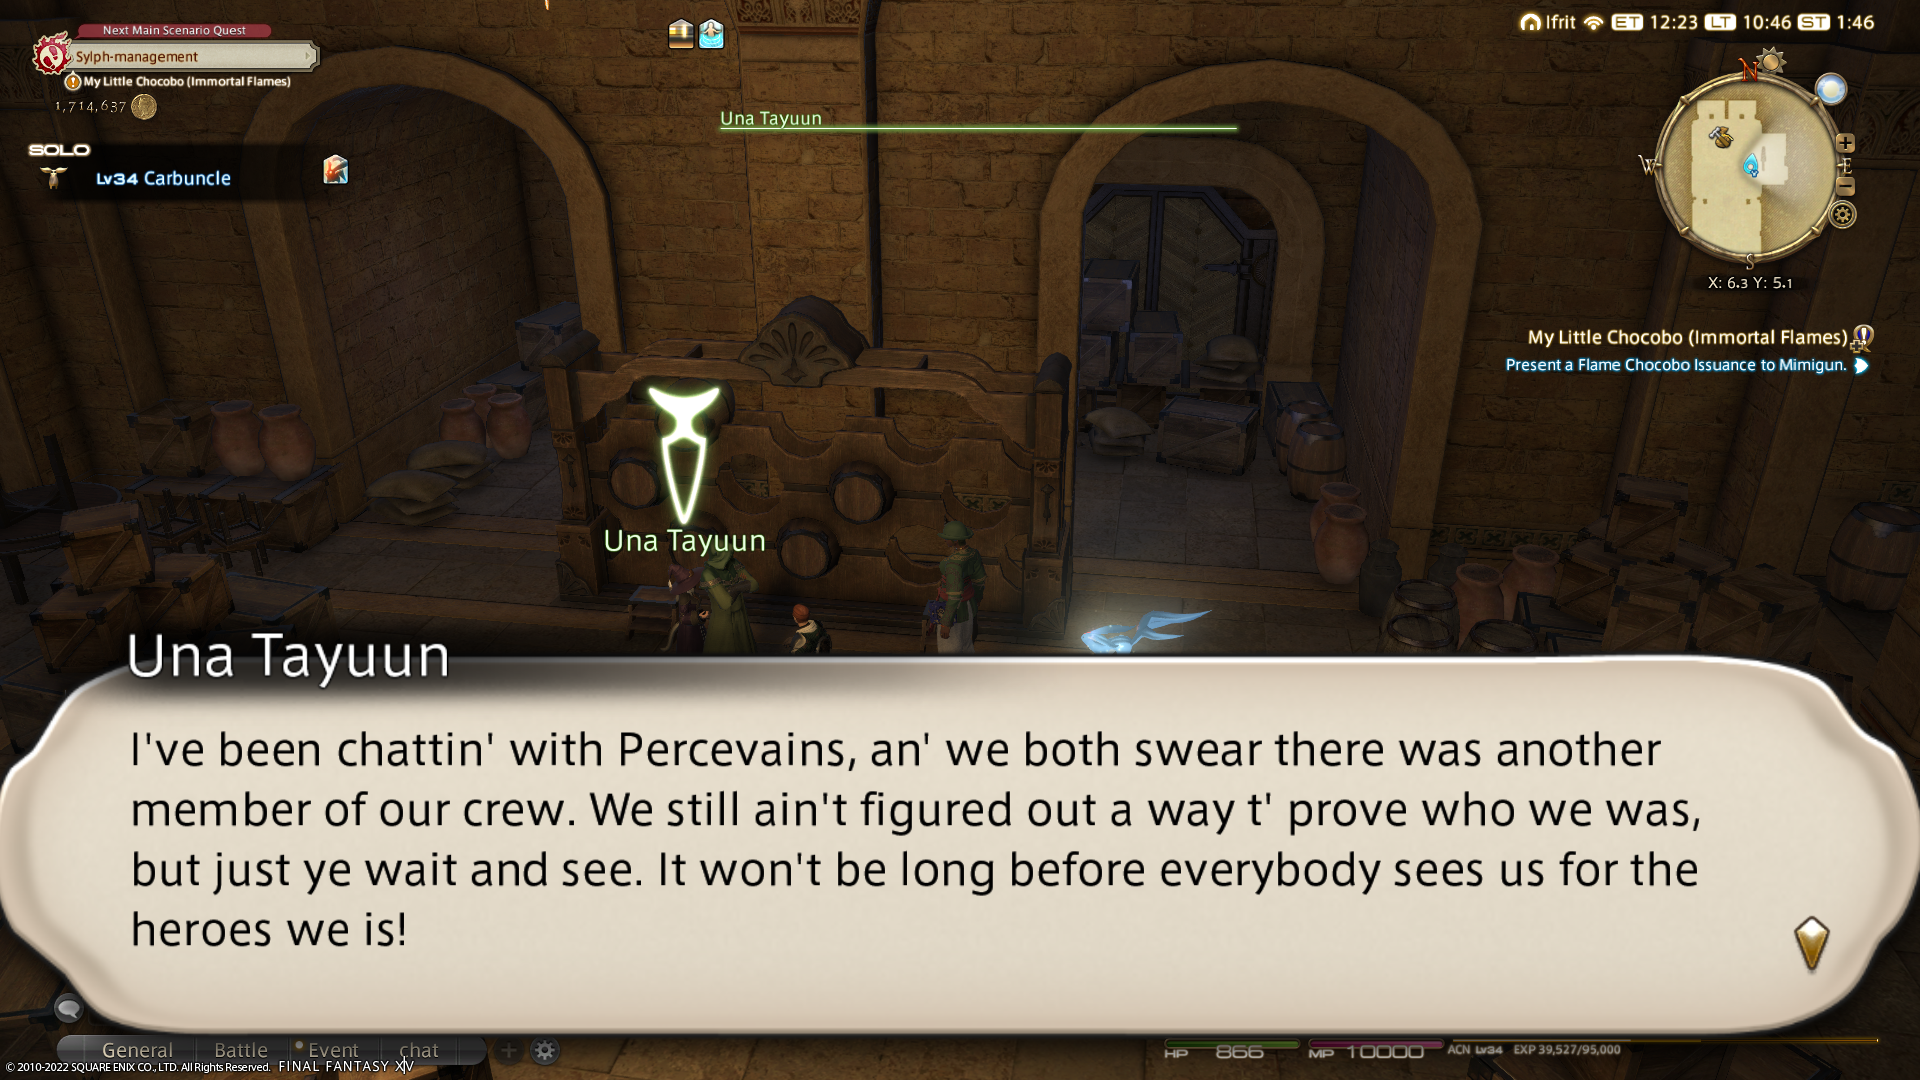 Next Main Scenario Quest
Sylph-management
My Little Chocobo (Immortal Flames)
1,714,637
SOLO
Lv34 Carbuncle
Una Tayuun
Ifrit ET 12:23 LT 10:46 ST 1:46
N
W
E
S
X: 6.3 Y: 5.1
My Little Chocobo (Immortal Flames)
Present a Flame Chocobo Issuance to Mimigun.
Una Tayuun
Una Tayuun
I've been chattin' with Percevains, an' we both swear there was another
member of our crew. We still ain't figured out a way t' prove who we was,
but just ye wait and see. It won't be long before everybody sees us for the
heroes we is!
General Battle Event chat
HP 866 MP 10000 ACN Lv34 EXP 39,527/95,000
© 2010-2022 SQUARE ENIX CO., LTD. All Rights Reserved. FINAL FANTASY XIV